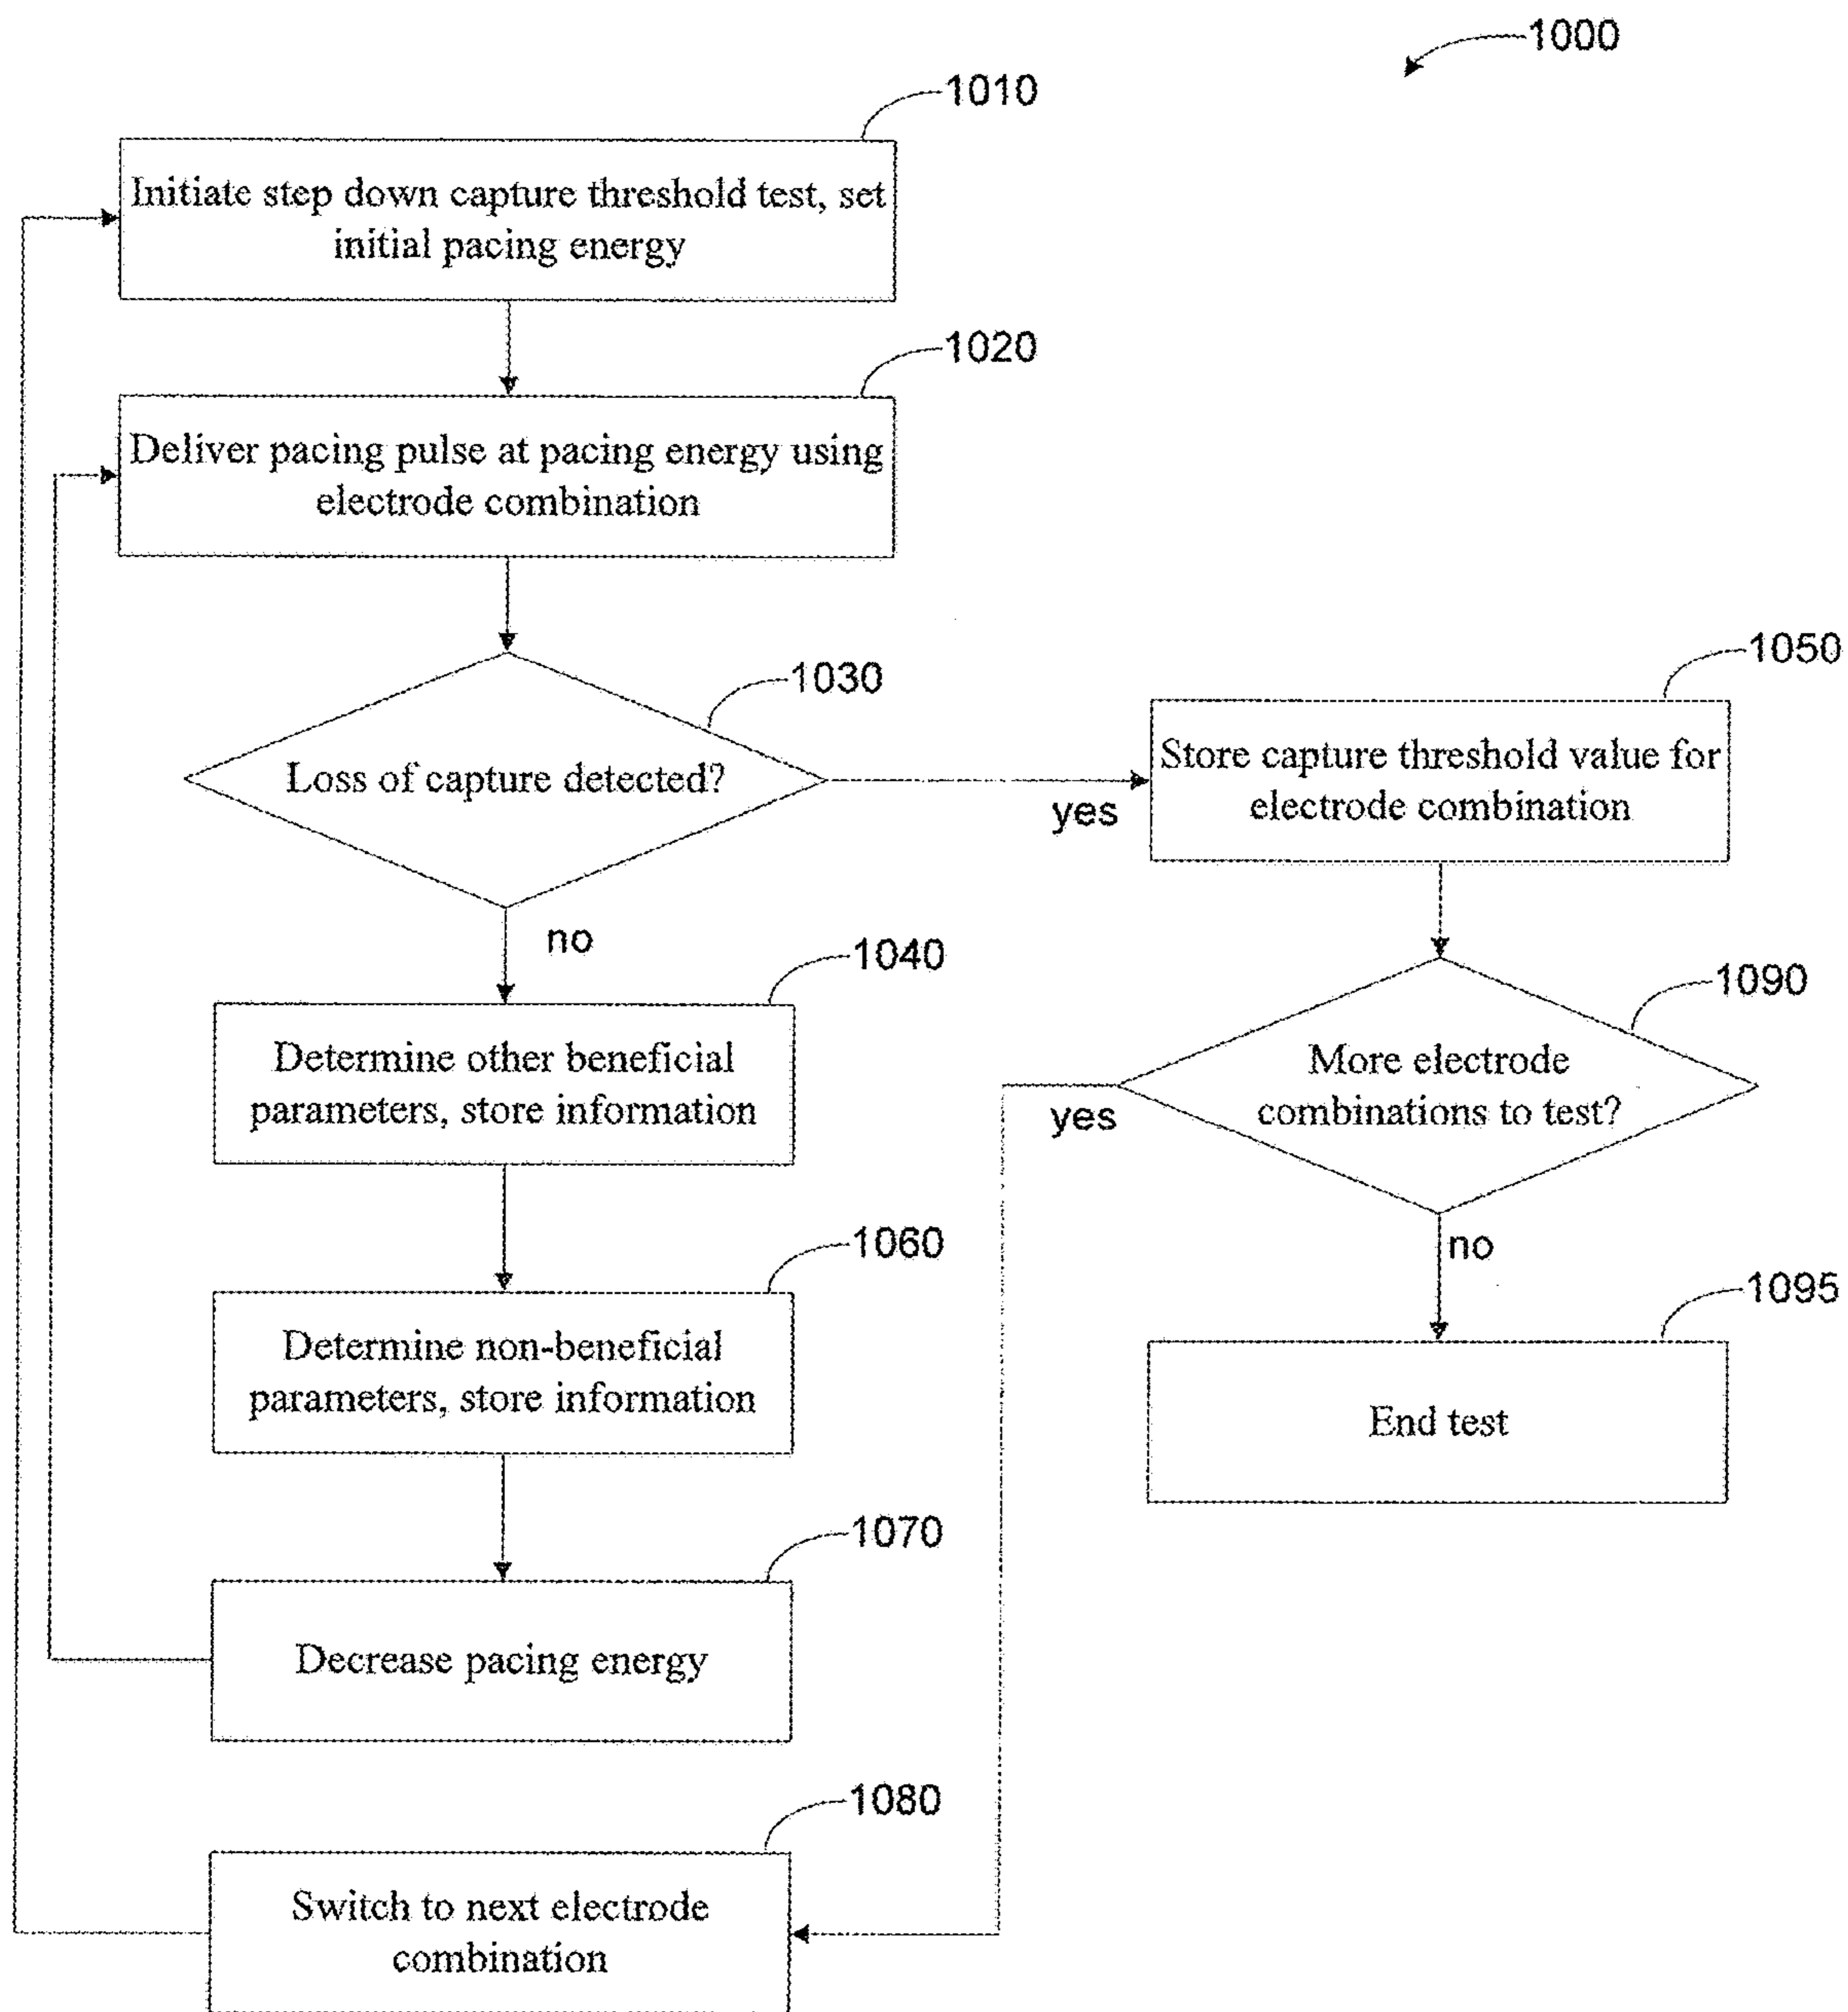 1000
1010
Initiate step down capture threshold test, set
initial pacing energy
1020
Deliver pacing pulse at pacing energy using
electrode combination
1030
Loss of capture detected?
yes
no
1050
Store capture threshold value for
electrode combination
1040
Determine other beneficial
parameters, store information
1090
More electrode
combinations to test?
yes
no
1060
Determine non-beneficial
parameters, store information
1095
End test
1070
Decrease pacing energy
1080
Switch to next electrode
combination